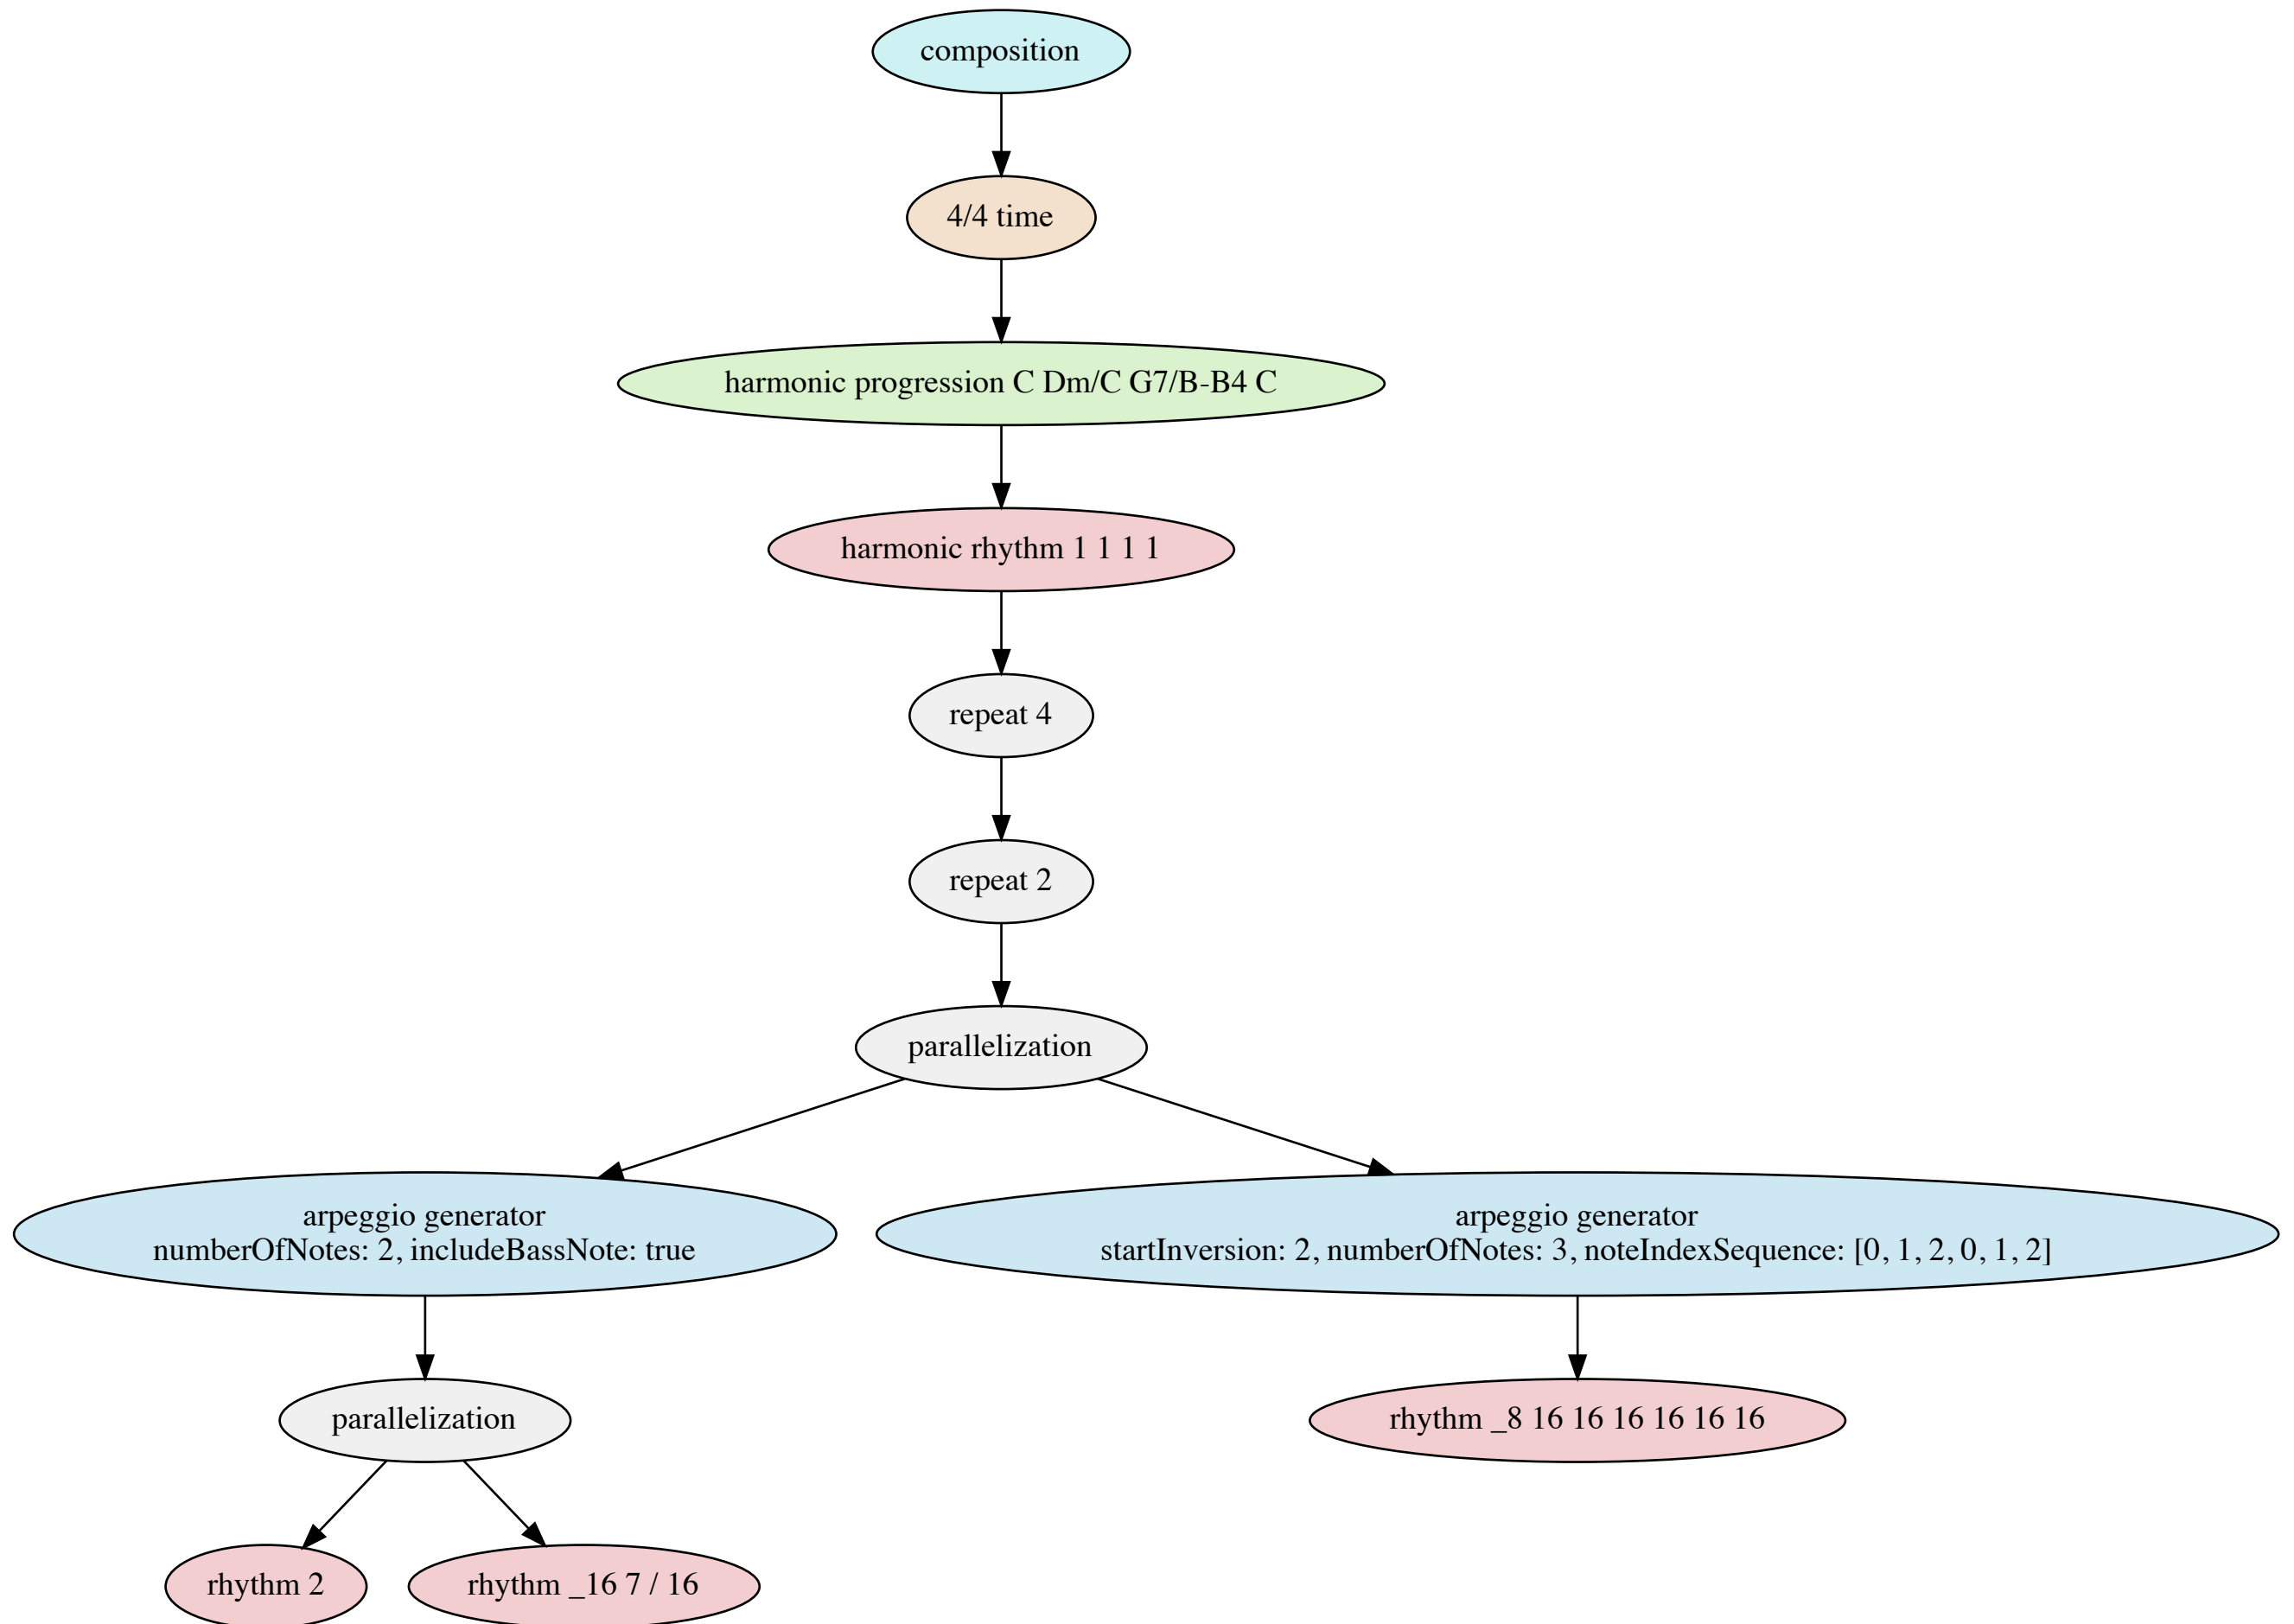 composition
4/4 time
harmonic progression C Dm/C G7/B-B4 C
harmonic rhythm 1 1 1 1
repeat 4
repeat 2
parallelization
arpeggio generator
numberOfNotes: 2, includeBassNote: true
arpeggio generator
startInversion: 2, numberOfNotes: 3, noteIndexSequence: [0, 1, 2, 0, 1, 2]
parallelization
rhythm _8 16 16 16 16 16 16
rhythm 2
rhythm _16 7 / 16